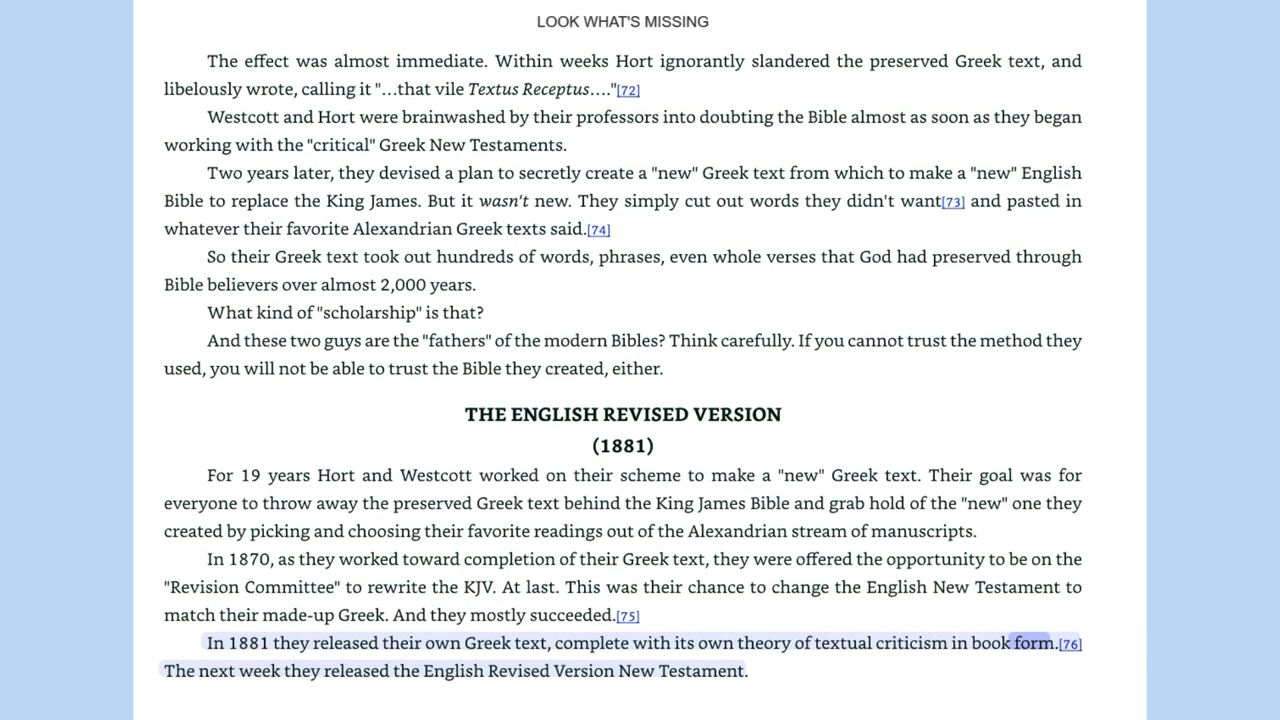 LOOK WHAT'S MISSING
The effect was almost immediate. Within weeks Hort ignorantly slandered the preserved Greek text, and
libelously wrote, calling it "...that vile Textus Receptus...."[72]
Westcott and Hort were brainwashed by their professors into doubting the Bible almost as soon as they began
working with the "critical" Greek New Testaments.
Two years later, they devised a plan to secretly create a "new" Greek text from which to make a "new" English
Bible to replace the King James. But it wasn't new. They simply cut out words they didn't want[73] and pasted in
whatever their favorite Alexandrian Greek texts said.[74]
So their Greek text took out hundreds of words, phrases, even whole verses that God had preserved through
Bible believers over almost 2,000 years.
What kind of "scholarship" is that?
And these two guys are the "fathers" of the modern Bibles? Think carefully. If you cannot trust the method they
used, you will not be able to trust the Bible they created, either.
THE ENGLISH REVISED VERSION
(1881)
For 19 years Hort and Westcott worked on their scheme to make a "new" Greek text. Their goal was for
everyone to throw away the preserved Greek text behind the King James Bible and grab hold of the "new" one they
created by picking and choosing their favorite readings out of the Alexandrian stream of manuscripts.
In 1870, as they worked toward completion of their Greek text, they were offered the opportunity to be on the
"Revision Committee" to rewrite the KJV. At last. This was their chance to change the English New Testament to
match their made-up Greek. And they mostly succeeded.[75]
In 1881 they released their own Greek text, complete with its own theory of textual criticism in book form.[76]
The next week they released the English Revised Version New Testament.